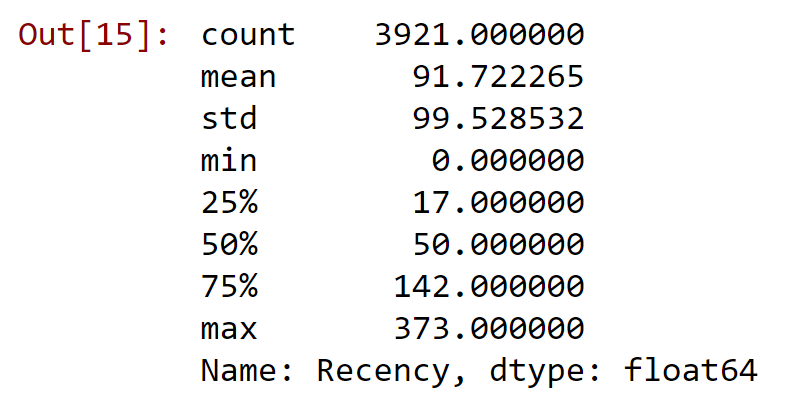 Out[15]: count 3921.000000
mean 91.722265
std 99.528532
min 0.000000
25% 17.000000
50% 50.000000
75% 142.000000
max 373.000000
Name: Recency, dtype: float64